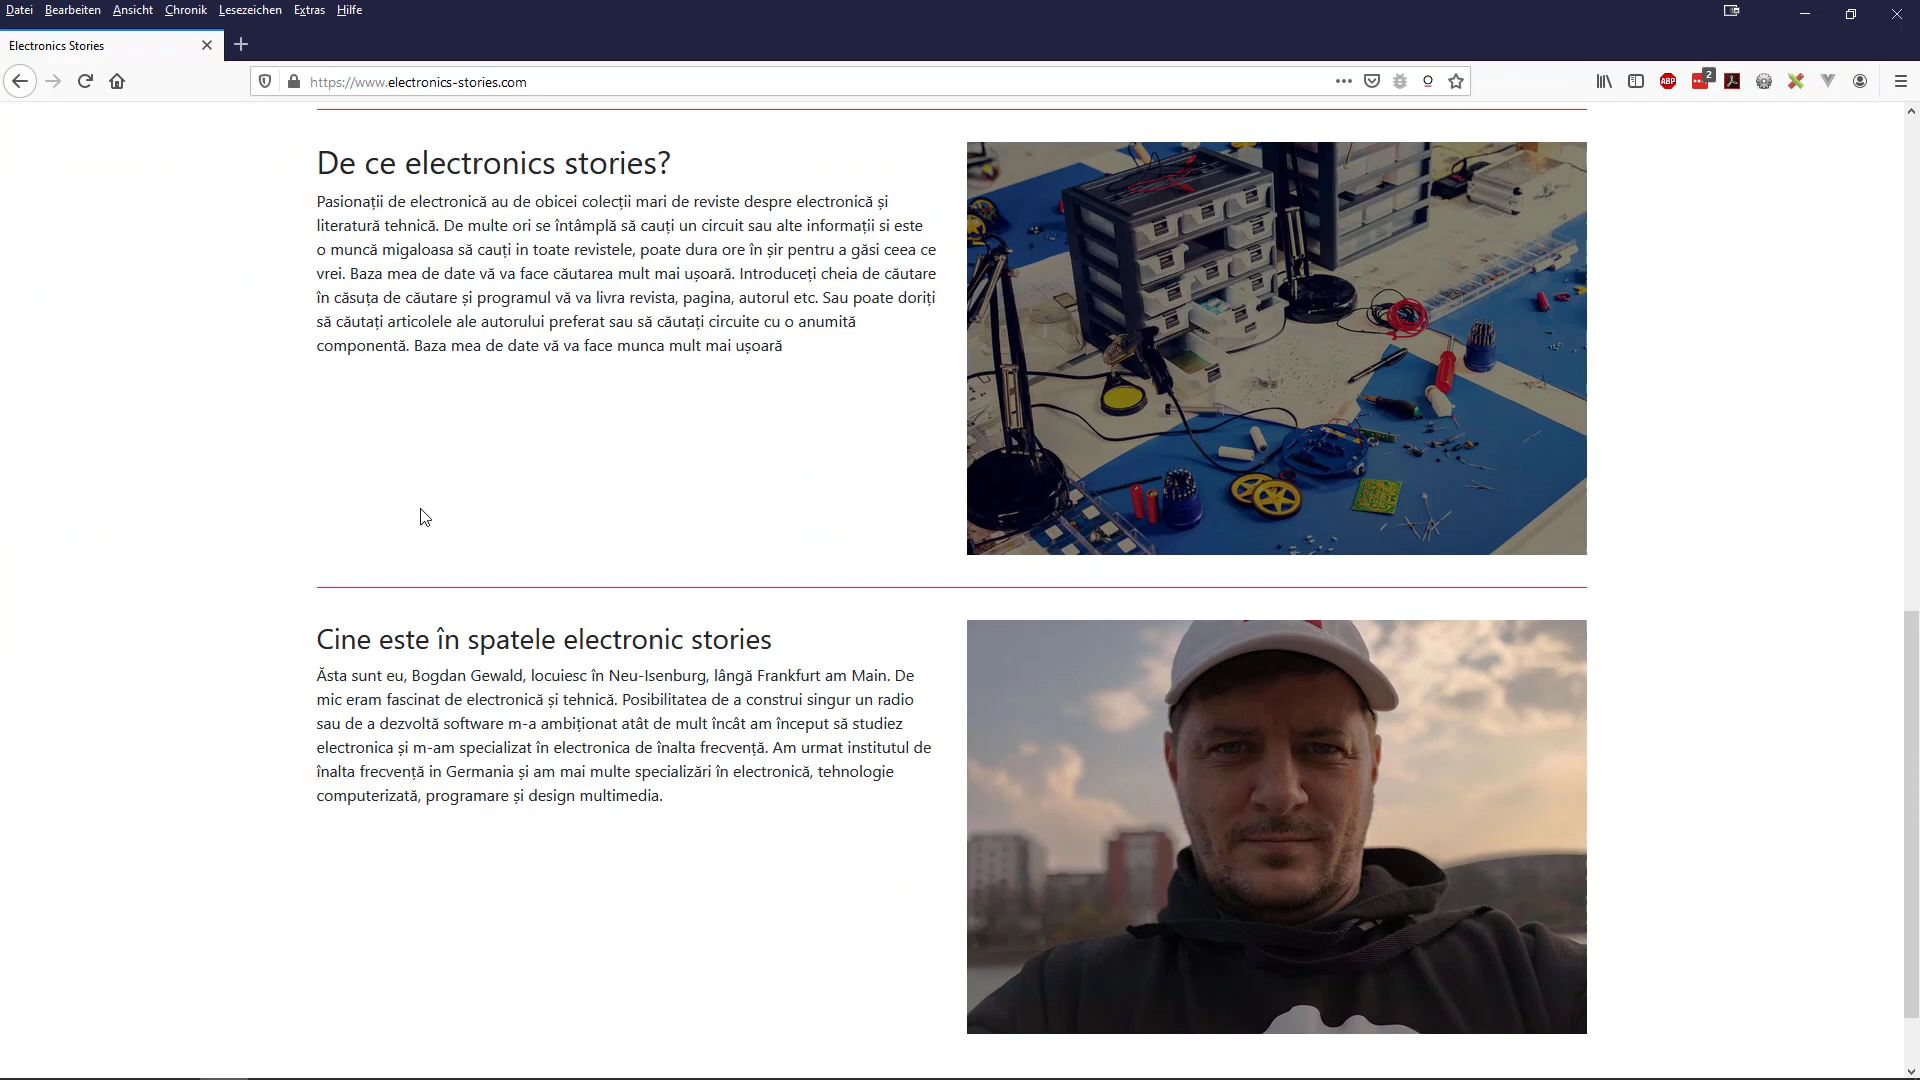 Datei Bearbeiten Ansicht Chronik Lesezeichen Extras Hilfe
Electronics Stories
https://www.electronics-stories.com
ABP
2
De ce electronics stories?
Pasionații de electronică au de obicei colecții mari de reviste despre electronică și
literatură tehnică. De multe ori se întâmplă să cauți un circuit sau alte informații si este
o muncă migaloasa să cauți in toate revistele, poate dura ore în șir pentru a găsi ceea ce
vrei. Baza mea de date vă va face căutarea mult mai ușoară. Introduceți cheia de căutare
în căsuța de căutare și programul vă va livra revista, pagina, autorul etc. Sau poate doriți
să căutați articolele ale autorului preferat sau să căutați circuite cu o anumită
componentă. Baza mea de date vă va face munca mult mai ușoară
Cine este în spatele electronic stories
Ăsta sunt eu, Bogdan Gewald, locuiesc în Neu-Isenburg, lângă Frankfurt am Main. De
mic eram fascinat de electronică și tehnică. Posibilitatea de a construi singur un radio
sau de a dezvoltă software m-a ambiționat atât de mult încât am început să studiez
electronica și m-am specializat în electronica de înalta frecvență. Am urmat institutul de
înalta frecvență in Germania și am mai multe specializări în electronică, tehnologie
computerizată, programare și design multimedia.